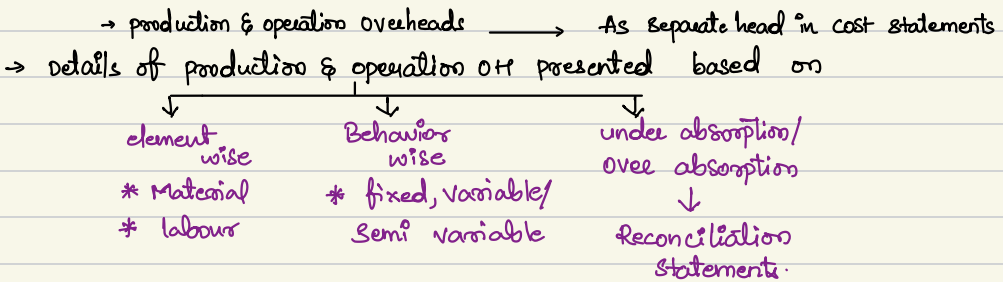 → production & operation overheads → As separate head in cost statements
→ Details of production & operation OH presented based on
element wise
* Material
* labour
Behavior wise
* fixed, variable/
Semi variable
under absorption/
over absorption
↓
Reconciliation
statements.